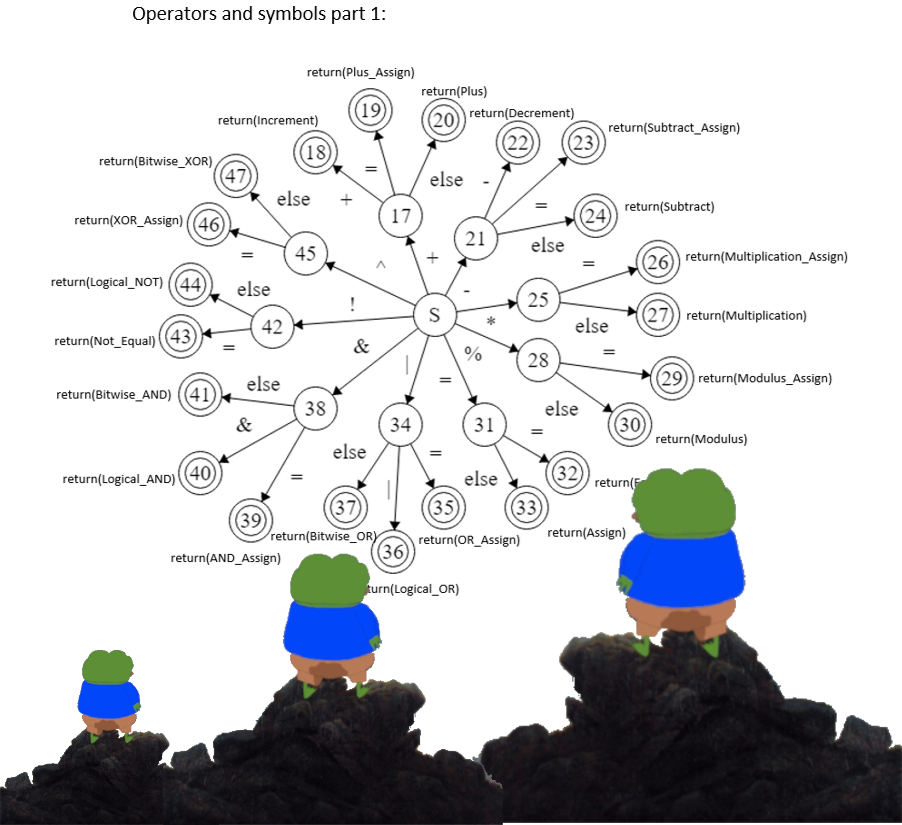 Operators and symbols part 1:
return(Plus_Assign)
return(Plus)
19
return(Increment)
20
return(Decrement)
18
22
23
return(Subtract_Assign)
return(Bitwise_XOR)
47
=
else
-
else
+
17
=
24
return(Subtract)
return(XOR_Assign)
46
21
45
=
^
+
else
=
26
return(Multiplication_Assign)
return(Logical_NOT)
44
else
!
-
25
S
27
return(Multiplication)
*
else
42
43
return(Not_Equal)
=
&
|
%
28
=
=
29
return(Modulus_Assign)
return(Bitwise_AND)
41
else
38
else
&
34
31
=
30
return(Modulus)
else
=
else
return(Logical_AND)
40
=
|
32
37
35
33
39
return(Bitwise_OR)
return(OR_Assign)
return(Assign)
36
return(AND_Assign)
turn(Logical_OR)